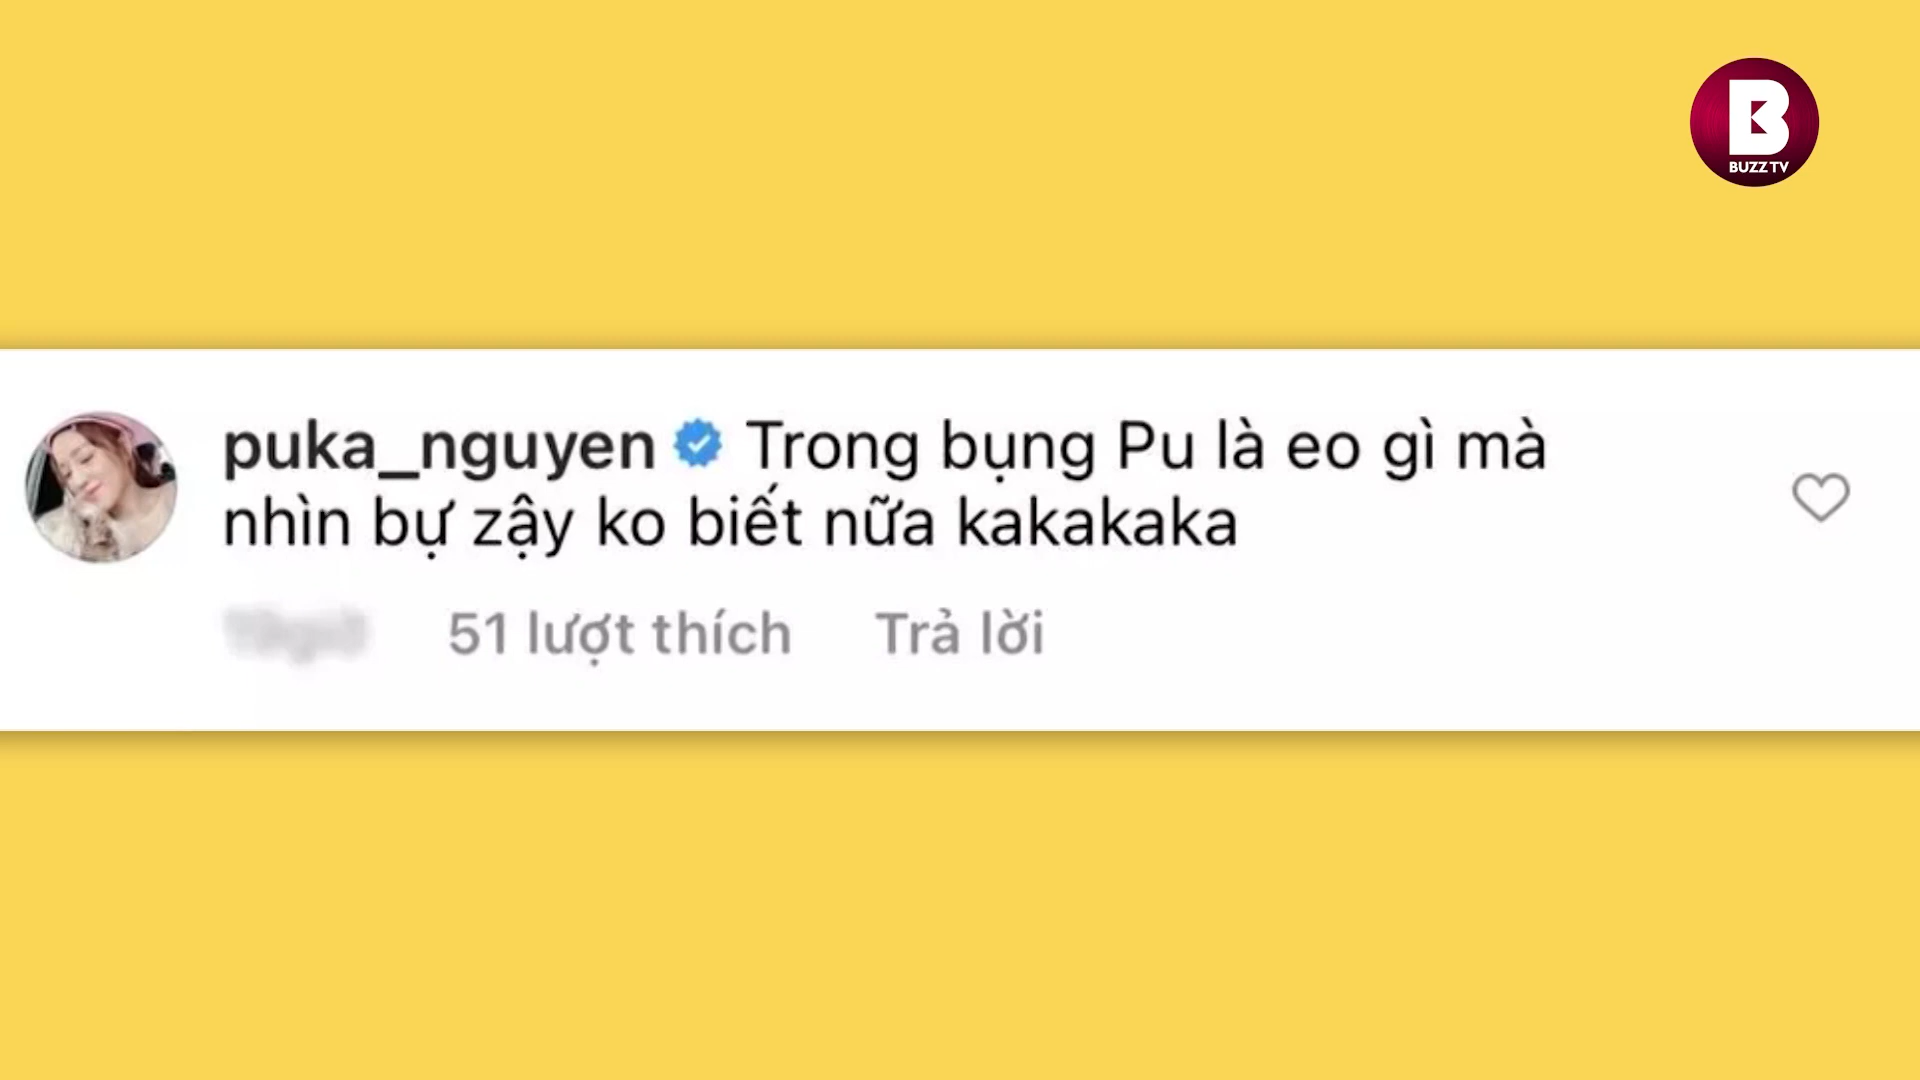 B
BUZZ TV
puka_nguyen Trong bụng Pu là eo gì mà
nhìn bự zậy ko biết nữa kakakaka
51 lượt thích Trả lời